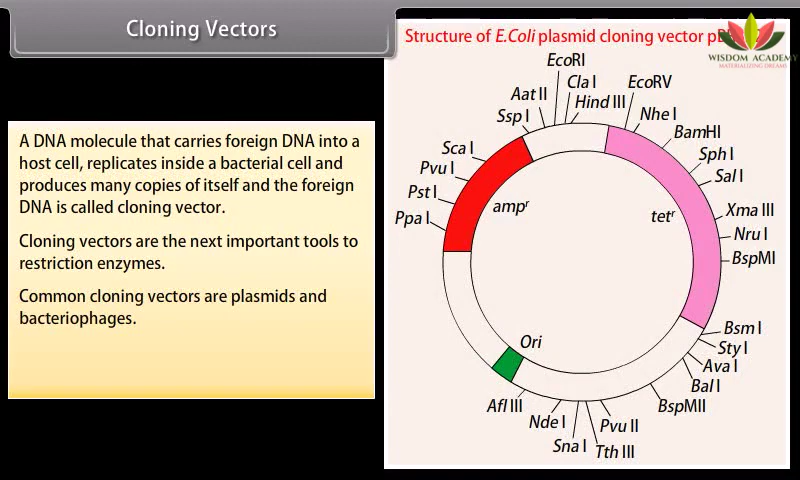 Cloning Vectors
A DNA molecule that carries foreign DNA into a
host cell, replicates inside a bacterial cell and
produces many copies of itself and the foreign
DNA is called cloning vector.
Cloning vectors are the next important tools to
restriction enzymes.
Common cloning vectors are plasmids and
bacteriophages.
Structure of E.Coli plasmid cloning vector
WISDOM ACADEMY
MATERIALIZING DREAMS
EcoRI
Cla I
Hind III
EcoRV
Aat II
Ssp I
Nhe I
BamHI
Sca I
Sph I
Pvu I
Sal I
Pst I
Ppa I
ampʳ
tetʳ
Xma III
Nru I
BspMI
Ori
Bsm I
Sty I
Ava I
Bal I
BspMII
Afl III
Nde I
Pvu II
Sna I
Tth III